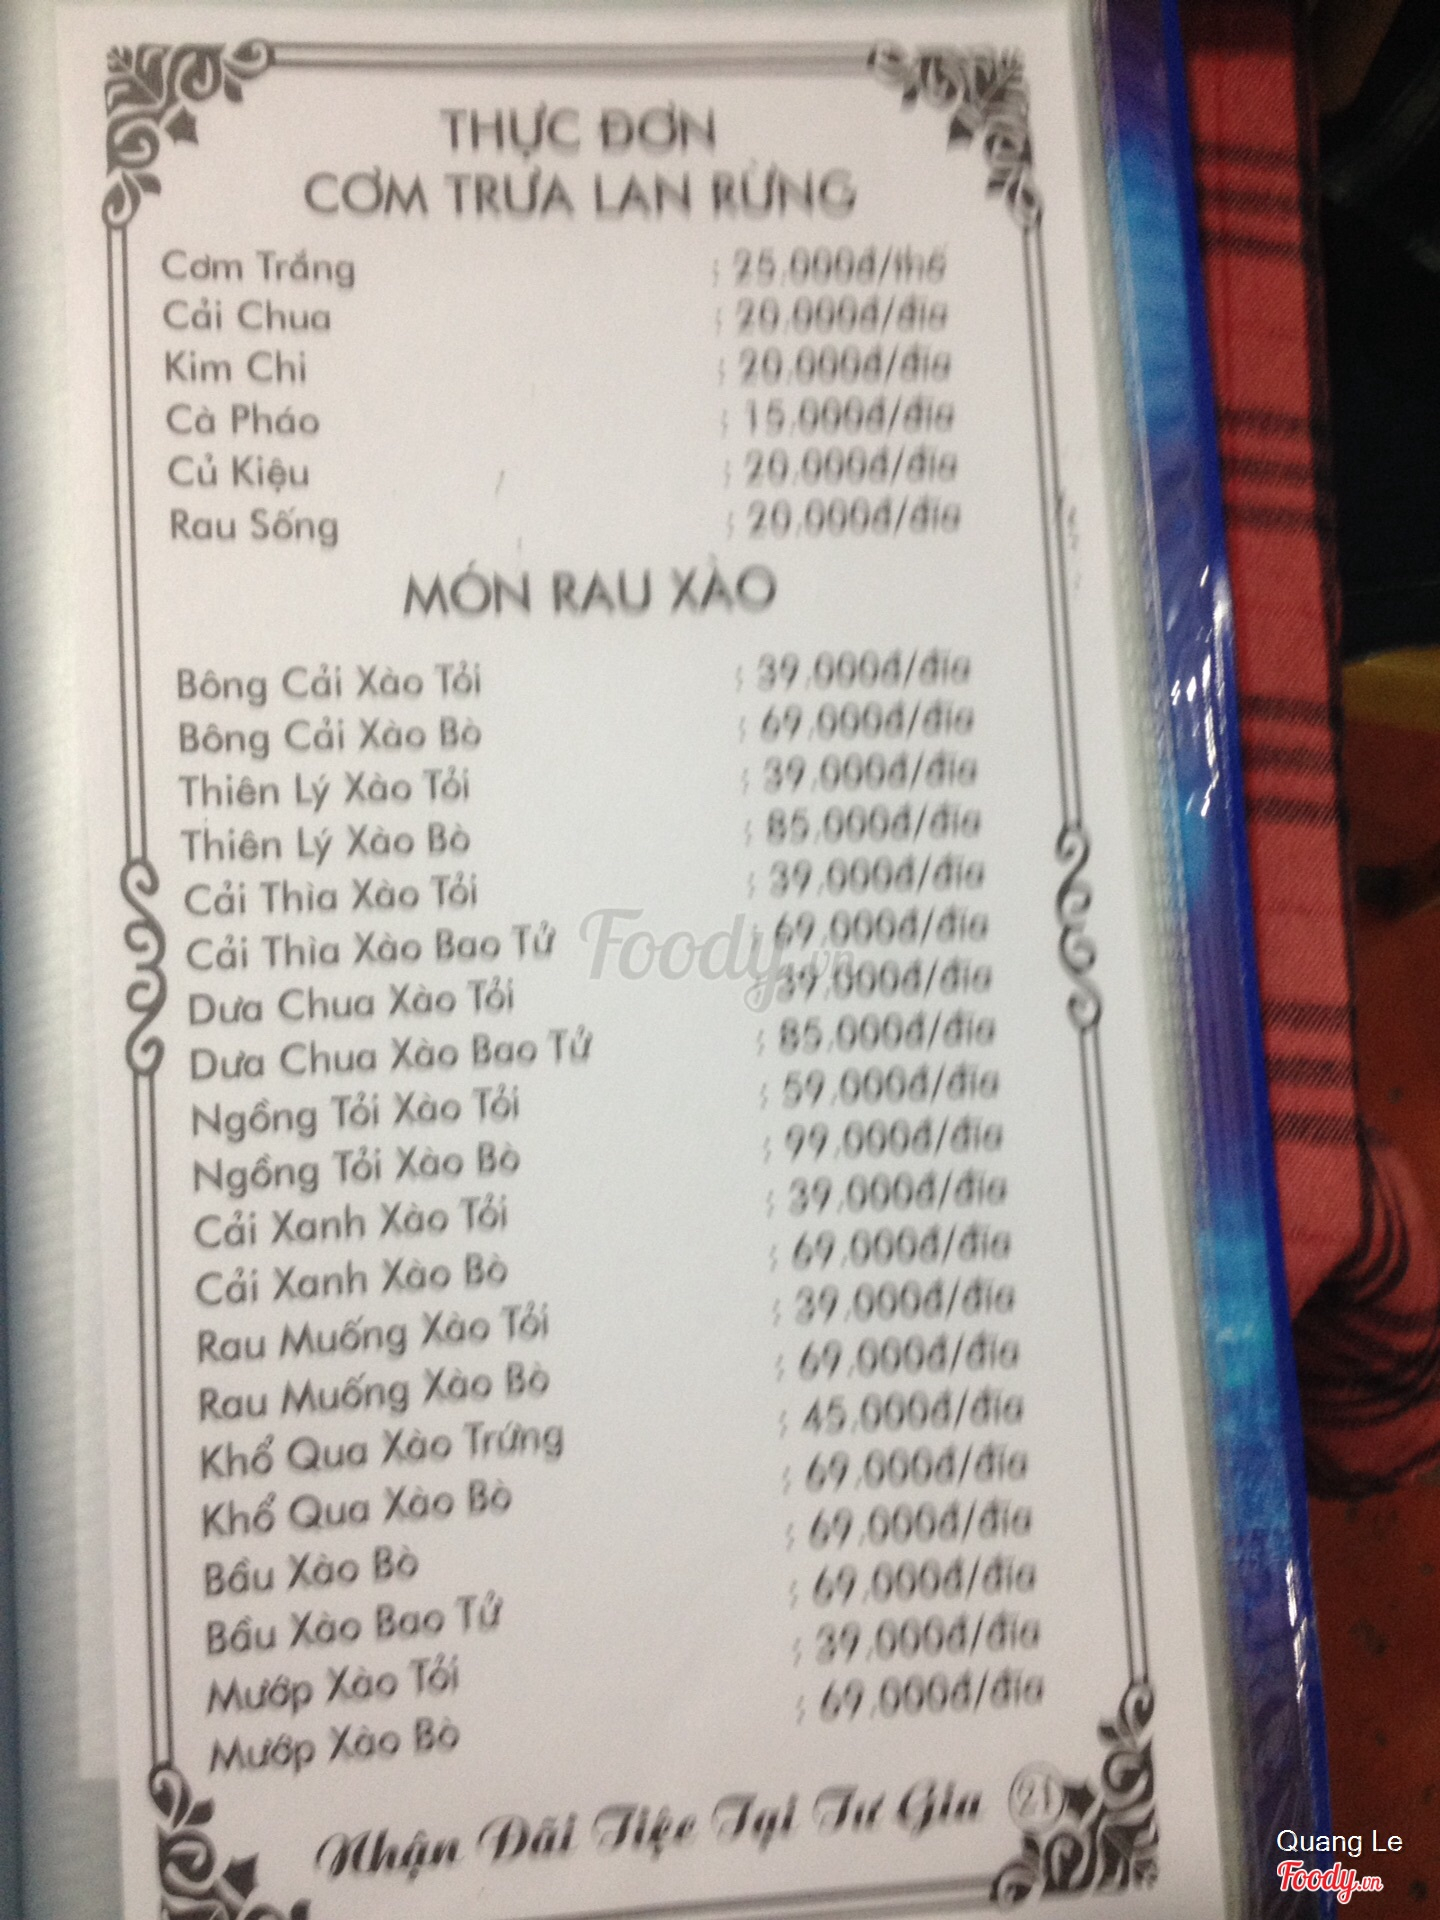 THỰC ĐƠN
CƠM TRƯA LAN RỪNG
Cơm Trắng : 25.000đ/thố
Cải Chua : 20.000đ/đĩa
Kim Chi : 20.000đ/đĩa
Cà Pháo : 15.000đ/đĩa
Củ Kiệu : 20.000đ/đĩa
Rau Sống : 20.000đ/đĩa
MÓN RAU XÀO
Bông Cải Xào Tỏi : 39.000đ/đĩa
Bông Cải Xào Bò : 69.000đ/đĩa
Thiên Lý Xào Tỏi : 39.000đ/đĩa
Thiên Lý Xào Bò : 85.000đ/đĩa
Cải Thìa Xào Tỏi : 39.000đ/đĩa
Cải Thìa Xào Bao Tử : 69.000đ/đĩa
Dưa Chua Xào Tỏi : 39.000đ/đĩa
Dưa Chua Xào Bao Tử : 85.000đ/đĩa
Ngồng Tỏi Xào Tỏi : 59.000đ/đĩa
Ngồng Tỏi Xào Bò : 99.000đ/đĩa
Cải Xanh Xào Tỏi : 39.000đ/đĩa
Cải Xanh Xào Bò : 69.000đ/đĩa
Rau Muống Xào Tỏi : 39.000đ/đĩa
Rau Muống Xào Bò : 69.000đ/đĩa
Khổ Qua Xào Trứng : 45.000đ/đĩa
Khổ Qua Xào Bò : 69.000đ/đĩa
Bầu Xào Bò : 69.000đ/đĩa
Bầu Xào Bao Tử : 69.000đ/đĩa
Mướp Xào Tỏi : 39.000đ/đĩa
Mướp Xào Bò : 69.000đ/đĩa
Nhận Đãi Tiệc Tại Tư Gia 21
Foody.vn
Quang Le
Foody.vn